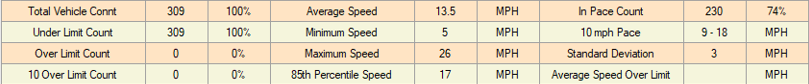 Total Vehicle Connt 309 100% Average Speed 13.5 MPH In Pace Count 230 74%
Under Limit Count 309 100% Minimum Speed 5 MPH 10 mph Pace 9 - 18 MPH
Over Limit Count 0 0% Maximum Speed 26 MPH Standard Deviation 3 MPH
10 Over Limit Count 0 0% 85th Percentile Speed 17 MPH Average Speed Over Limit MPH